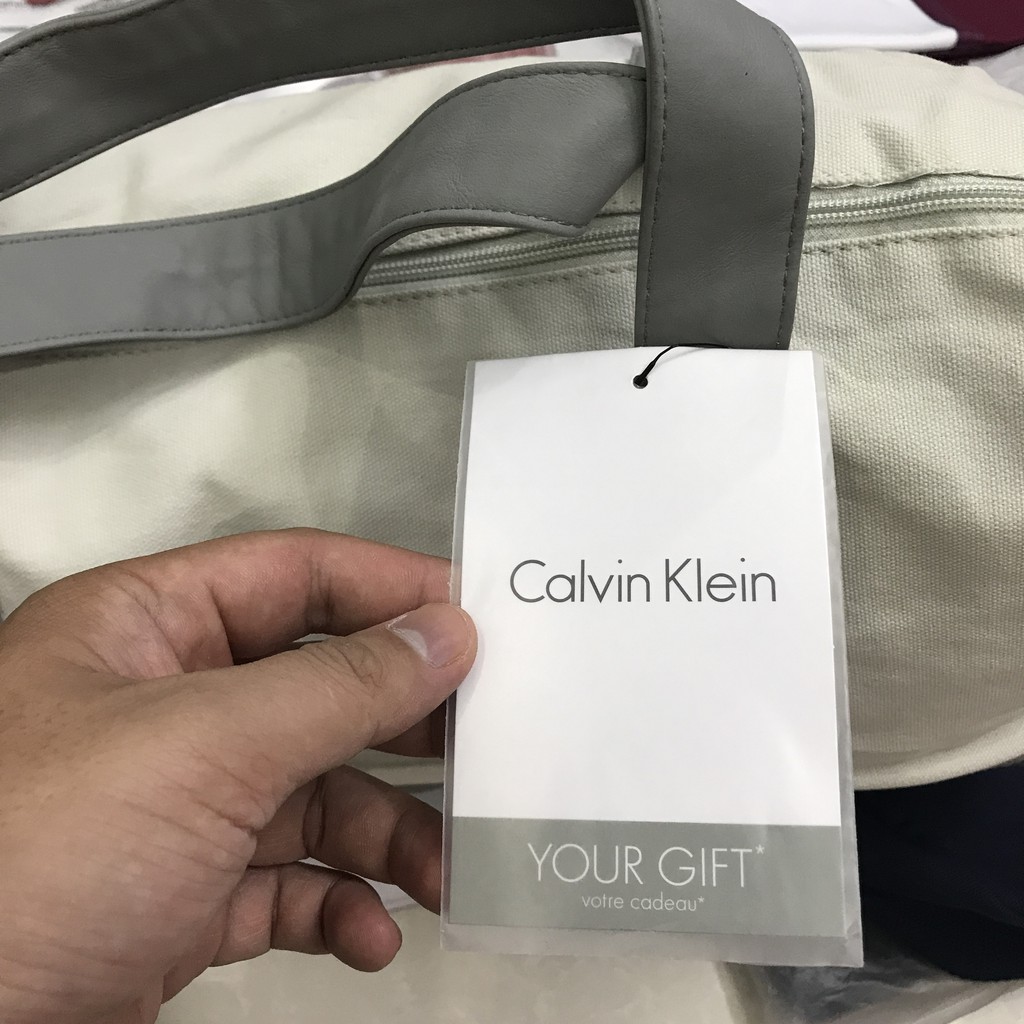 Calvin Klein
YOUR GIFT*
votre cadeau*